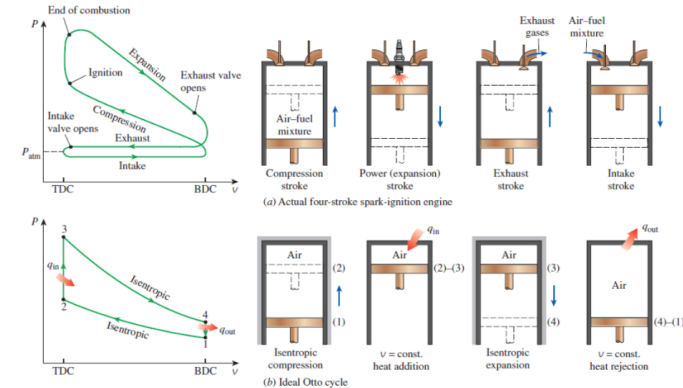 End of combustion
P
Ignition
Expansion
Exhaust valve
opens
Compression
Intake
valve opens
Exhaust
Patm
Intake
TDC
BDC
v
Exhaust
gases
Air–fuel
mixture
Air–fuel
mixture
Compression
stroke
Power (expansion)
stroke
Exhaust
stroke
Intake
stroke
(a) Actual four-stroke spark-ignition engine
P
3
qin
2
Isentropic
Isentropic
4
qout
1
TDC
BDC
v
Air
(2)
(1)
Isentropic
compression
qin
Air
(2)–(3)
v = const.
heat addition
Air
(3)
(4)
Isentropic
expansion
qout
Air
(4)–(1)
v = const.
heat rejection
(b) Ideal Otto cycle